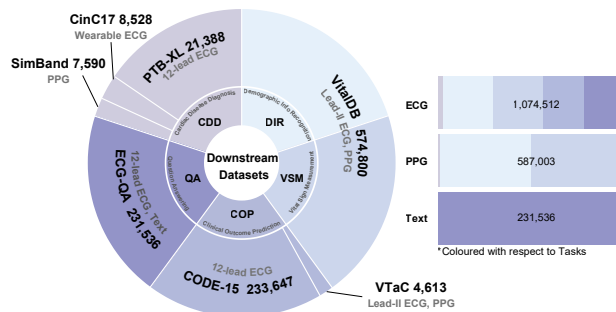 CinC17 8,528
Wearable ECG
SimBand 7,590
PPG
PTB-XL 21,388
12-lead ECG
VitalDB 574,800
Lead-II ECG, PPG
Cardiac Disease Diagnosis
CDD
Demographic Info Recognition
DIR
Downstream
Datasets
Question Answering
QA
VSM
Vital Sign Measurement
COP
Clinical Outcome Prediction
12-lead ECG, Text
ECG-QA 231,536
12-lead ECG
CODE-15 233,647
VTaC 4,613
Lead-II ECG, PPG
ECG
1,074,512
PPG
587,003
Text
231,536
*Coloured with respect to Tasks